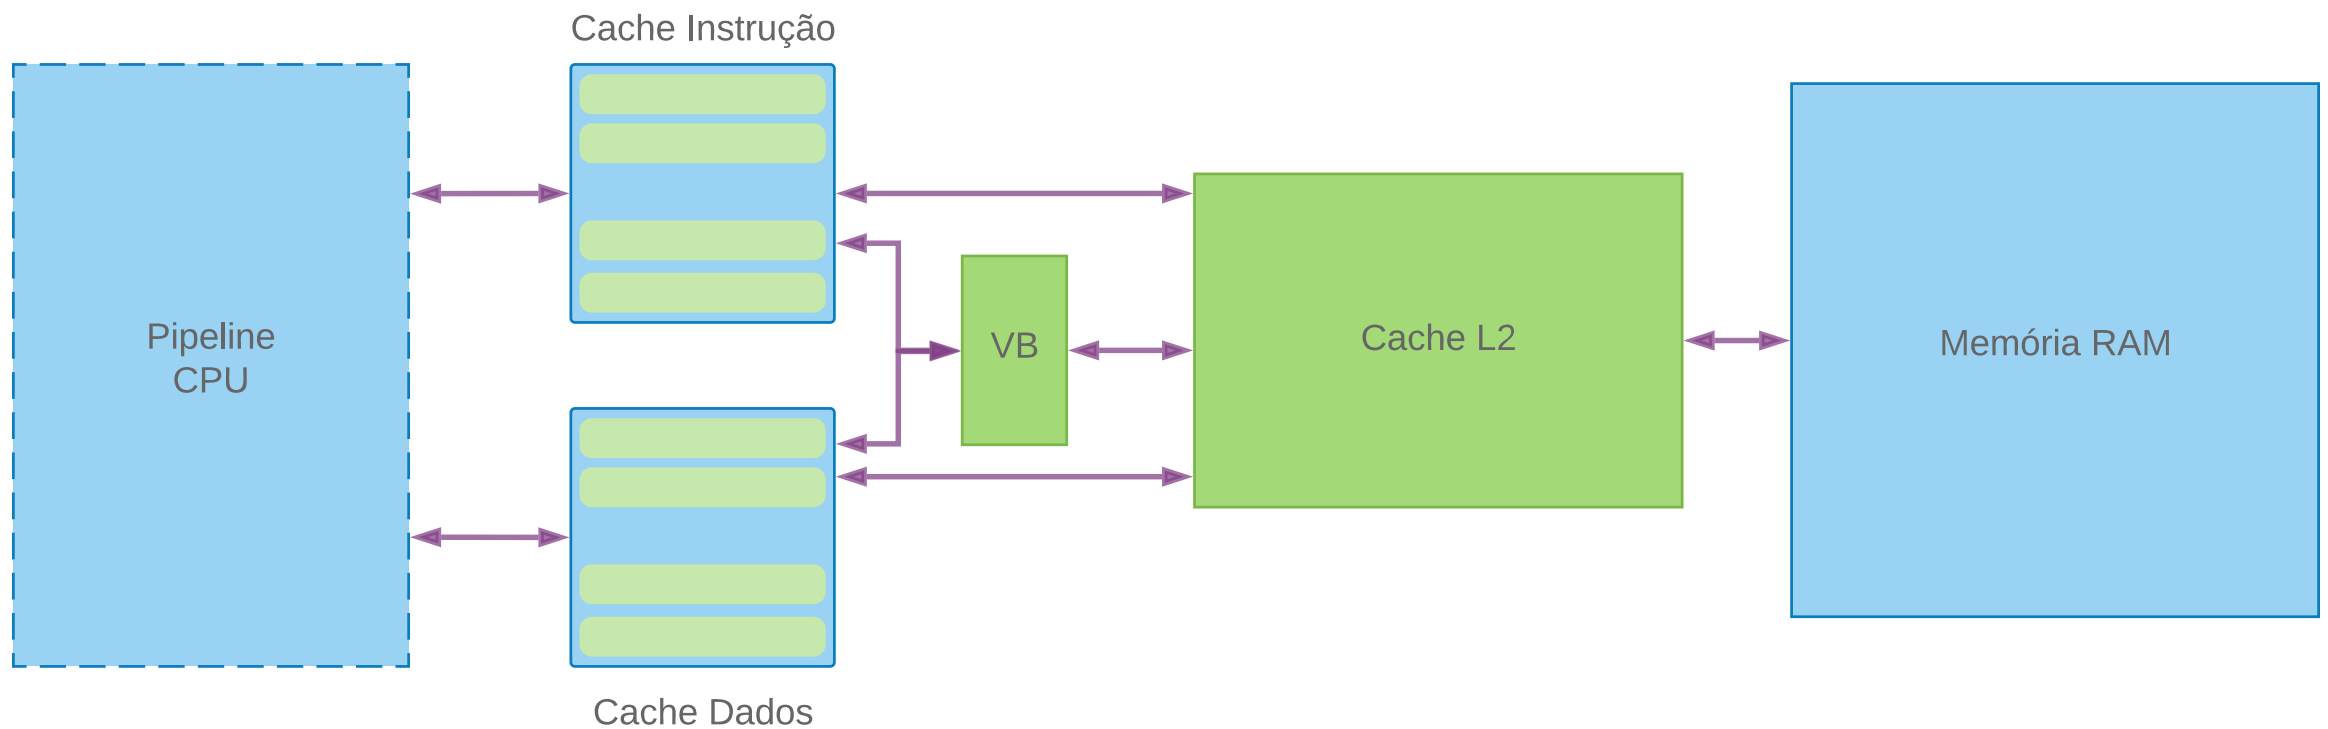 Cache Instrução
Pipeline
CPU
VB
Cache L2
Memória RAM
Cache Dados